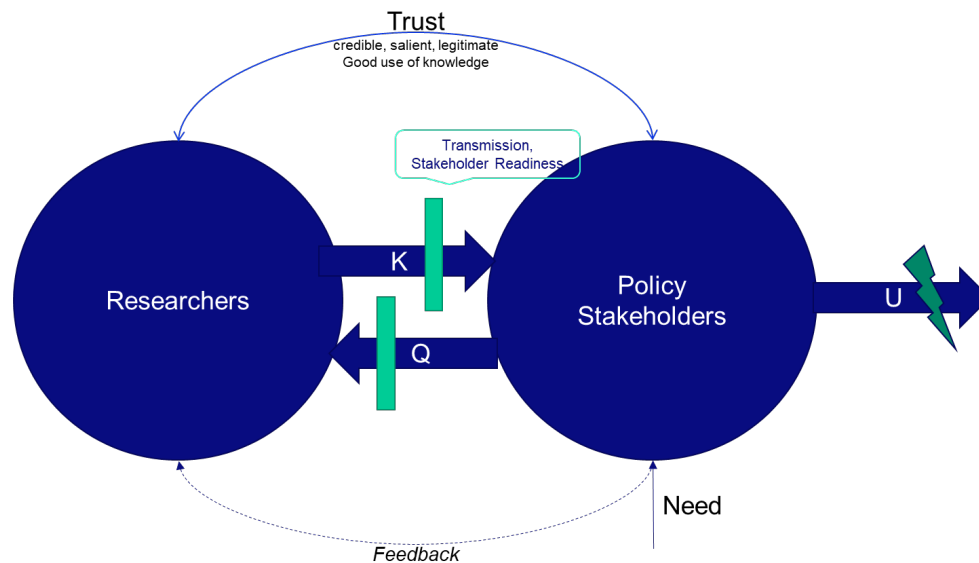 Trust
credible, salient, legitimate
Good use of knowledge
Transmission,
Stakeholder Readiness
K
Researchers
Policy
Stakeholders
U
Q
Need
Feedback